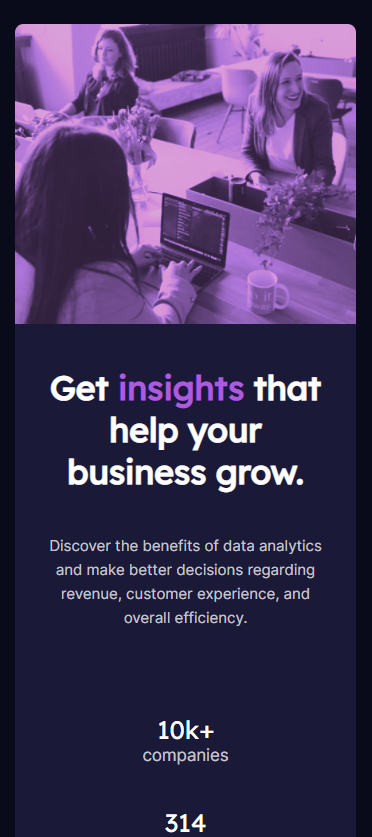 Get insights that
help your
business grow.
Discover the benefits of data analytics
and make better decisions regarding
revenue, customer experience, and
overall efficiency.
10k+
companies
314